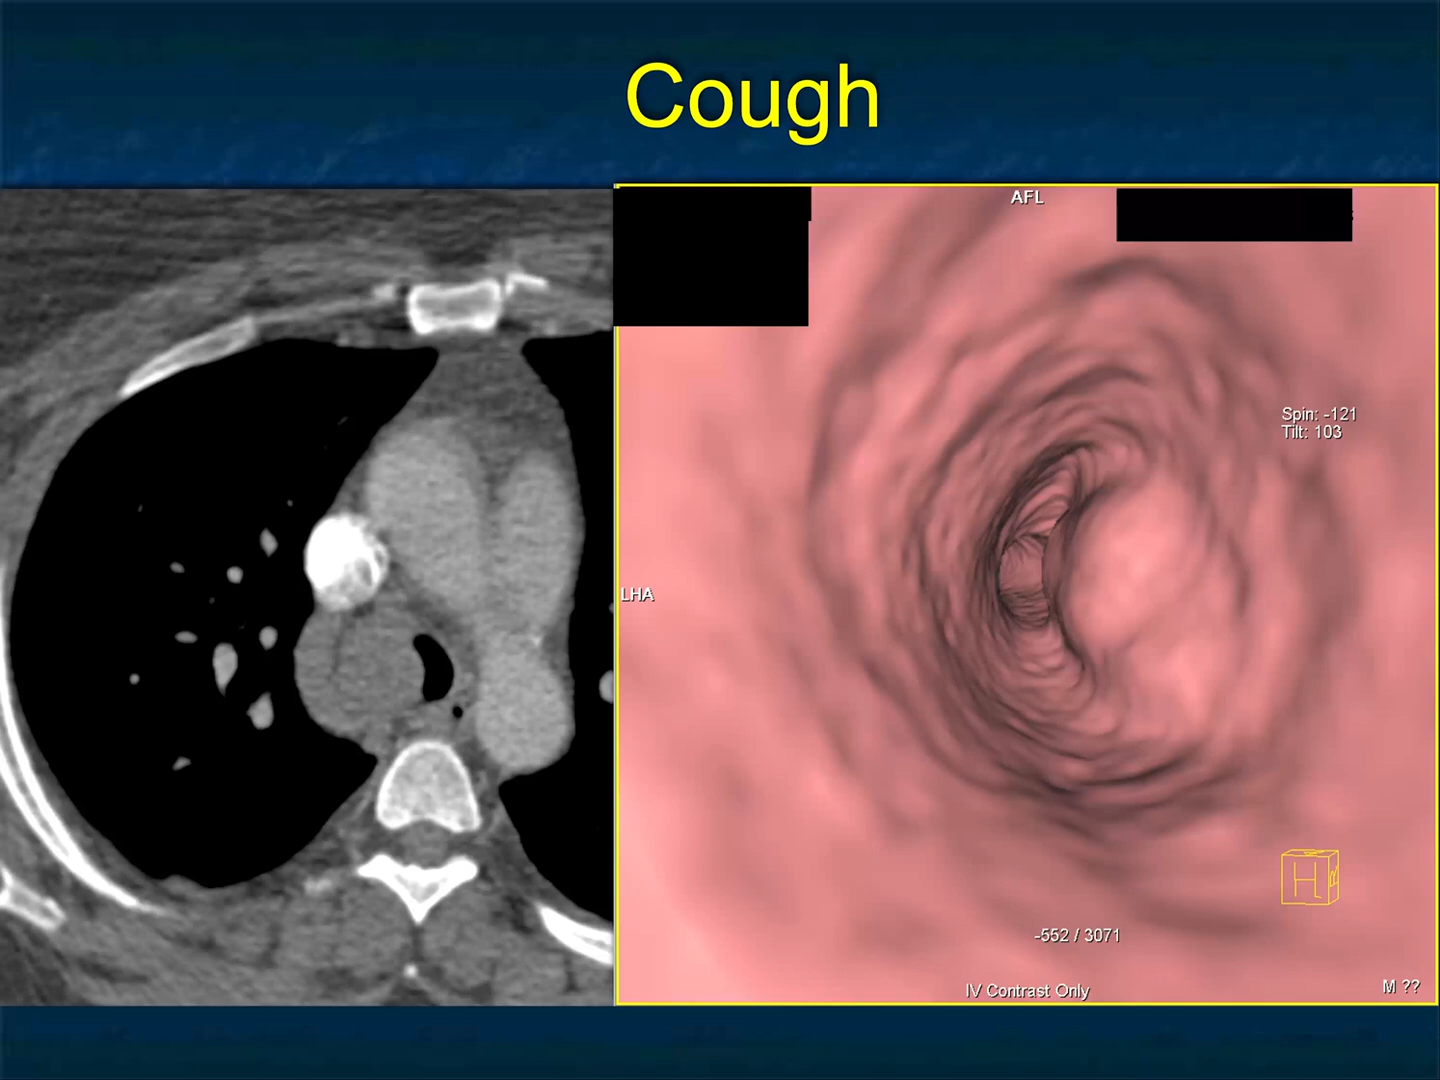 Cough
AFL
Spin: -121
Tilt: 103
LHA
H
R
-552 / 3071
IV Contrast Only
M ??